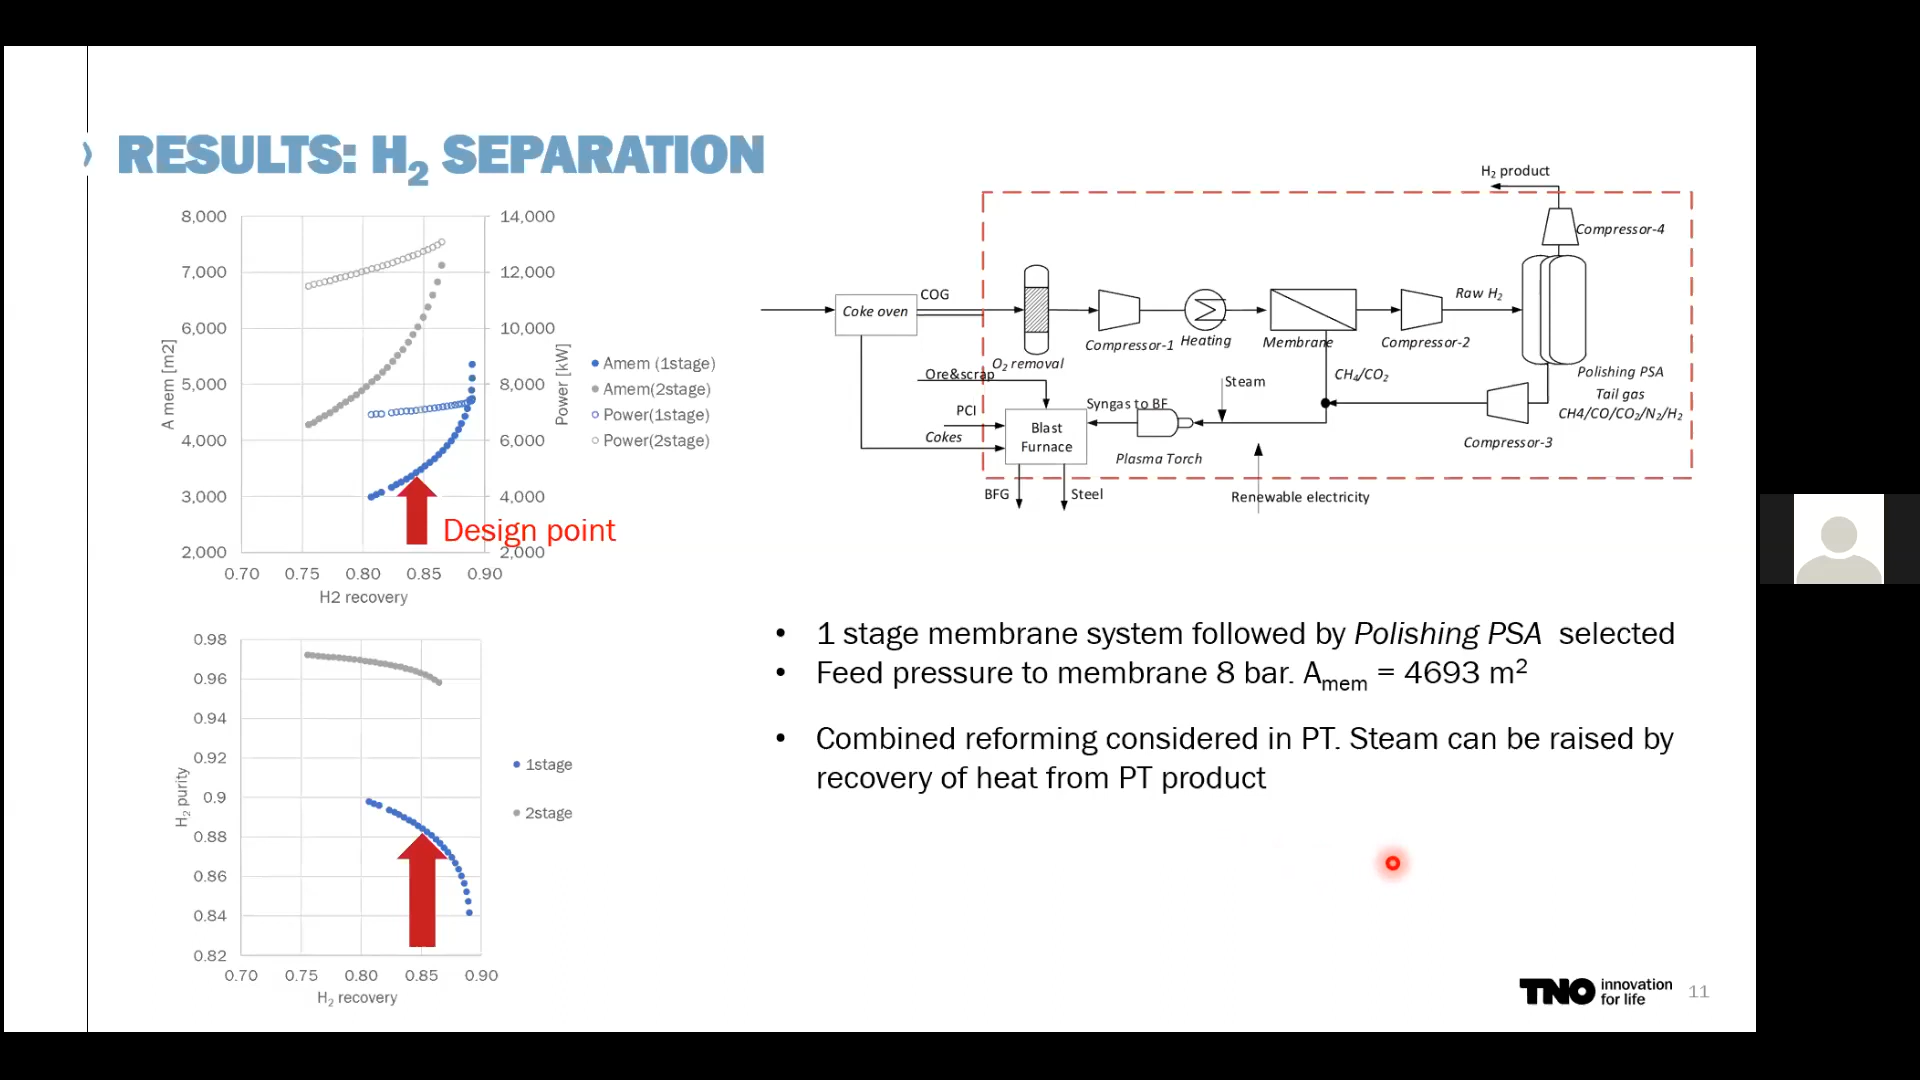 RESULTS: H2 SEPARATION
8,000
7,000
6,000
5,000
4,000
3,000
2,000
A mem [m2]
14,000
12,000
10,000
8,000
6,000
4,000
2,000
Power [kW]
0.70 0.75 0.80 0.85 0.90
H2 recovery
Amem (1stage)
Amem(2stage)
Power(1stage)
Power(2stage)
Design point
0.98
0.96
0.94
0.92
0.9
0.88
0.86
0.84
0.82
H2 purity
0.70 0.75 0.80 0.85 0.90
H2 recovery
1stage
2stage
H2 product
Compressor-4
COG
Coke oven
Raw H2
O2 removal
Compressor-1
Heating
Membrane
Compressor-2
Polishing PSA
Tail gas
CH4/CO/CO2/N2/H2
CH4/CO2
Compressor-3
Ore&scrap
Steam
PCI
Syngas to BF
Cokes
Blast
Furnace
Plasma Torch
BFG
Steel
Renewable electricity
• 1 stage membrane system followed by Polishing PSA selected
• Feed pressure to membrane 8 bar. Amem = 4693 m2
• Combined reforming considered in PT. Steam can be raised by
recovery of heat from PT product
TNO innovation
for life
11